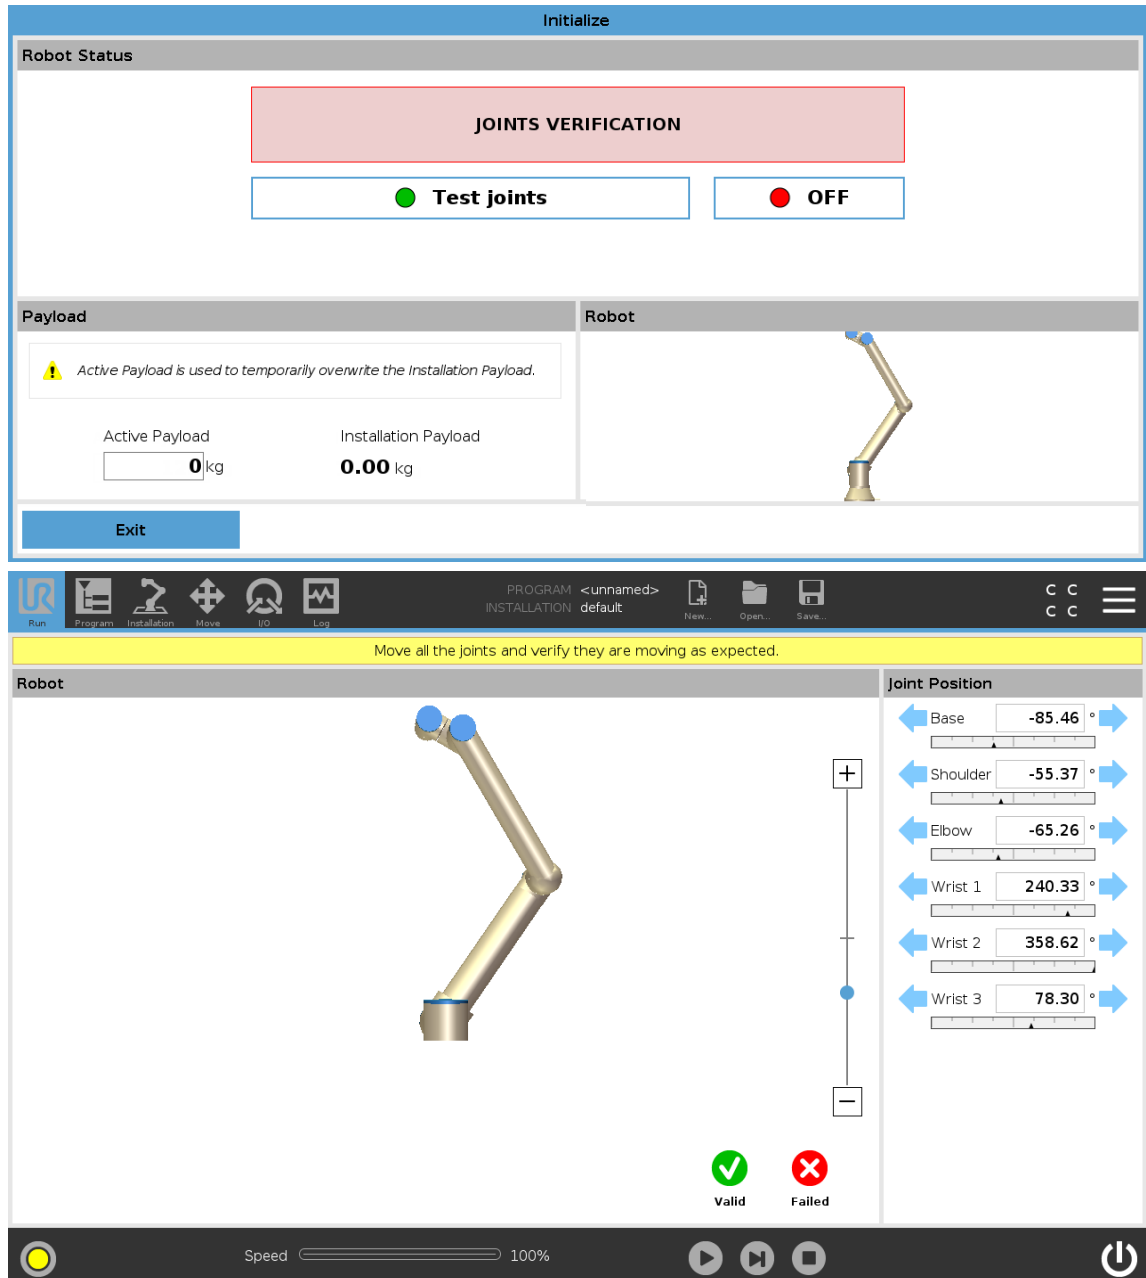 Initialize
Robot Status
JOINTS VERIFICATION
Test joints
OFF
Payload
Robot
Active Payload is used to temporarily overwrite the Installation Payload.
Active Payload
Installation Payload
0 kg
0.00 kg
Exit
UR
Run
Program
Installation
Move
I/O
Log
PROGRAM <unnamed>
INSTALLATION default
New...
Open...
Save...
C C
C C
Move all the joints and verify they are moving as expected.
Robot
Joint Position
Base -85.46 °
Shoulder -55.37 °
Elbow -65.26 °
Wrist 1 240.33 °
Wrist 2 358.62 °
Wrist 3 78.30 °
Valid
Failed
Speed 100%